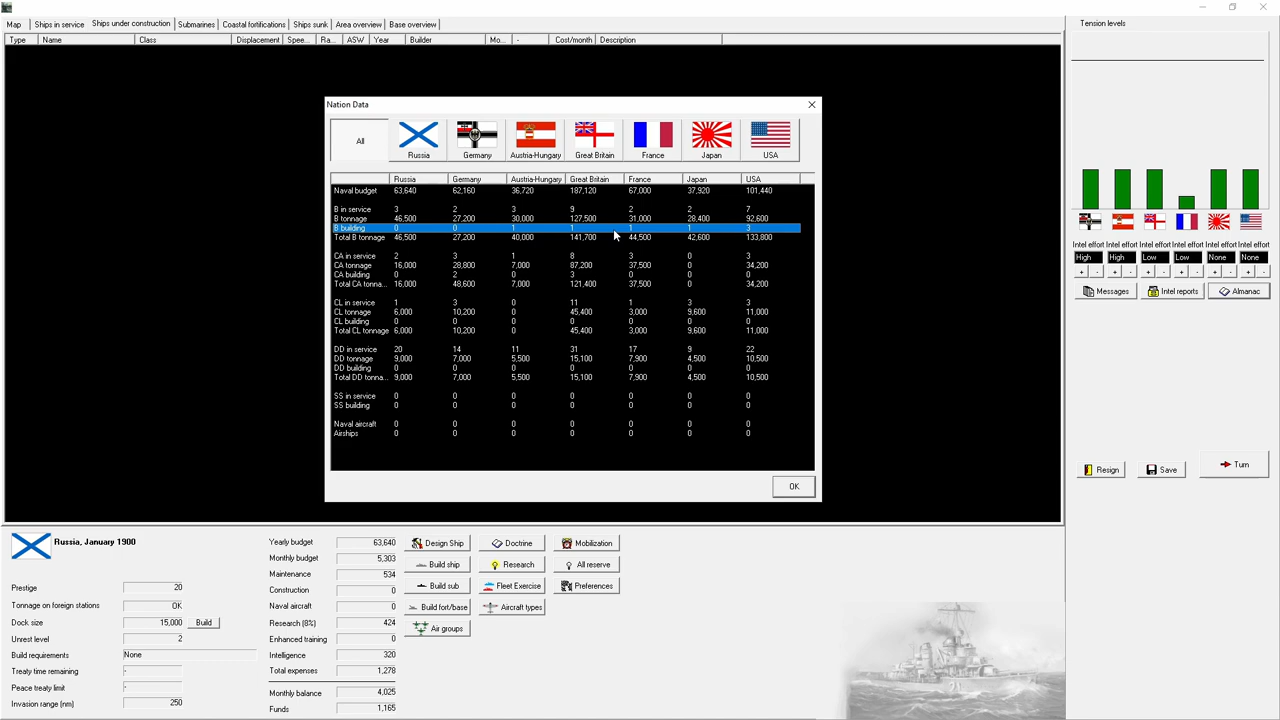 Map Ships in service Ships under construction Submarines Coastal fortifications Ships sunk Area overview Base overview
Type Name Class Displacement Spee... Ra... ASW Year Builder Mo... - Cost/month Description
Tension levels
Nation Data
All Russia Germany Austria-Hungary Great Britain France Japan USA
Russia Germany Austria-Hungary Great Britain France Japan USA
Naval budget 63,640 62,160 36,720 187,120 67,000 37,920 101,440
B in service 3 2 3 9 2 2 7
B tonnage 46,500 27,200 30,000 127,500 31,000 28,400 92,600
B building 0 0 1 1 1 1 3
Total B tonnage 46,500 27,200 40,000 141,700 44,500 42,600 133,800
CA in service 2 3 1 8 3 0 3
CA tonnage 16,000 28,800 7,000 87,200 37,500 0 34,200
CA building 0 2 0 3 0 0 0
Total CA tonna... 16,000 48,600 7,000 121,400 37,500 0 34,200
CL in service 1 3 0 11 1 3 3
CL tonnage 6,000 10,200 0 45,400 3,000 9,600 11,000
CL building 0 0 0 0 0 0 0
Total CL tonnage 6,000 10,200 0 45,400 3,000 9,600 11,000
DD in service 20 14 11 31 17 9 22
DD tonnage 9,000 7,000 5,500 15,100 7,900 4,500 10,500
DD building 0 0 0 0 0 0 0
Total DD tonna... 9,000 7,000 5,500 15,100 7,900 4,500 10,500
SS in service 0 0 0 0 0 0 0
SS building 0 0 0 0 0 0 0
Naval aircraft 0 0 0 0 0 0 0
Airships 0 0 0 0 0 0 0
OK
Intel effort Intel effort Intel effort Intel effort Intel effort Intel effort
High High Low Low None None
+ - + - + - + - + - + -
Messages Intel reports Almanac
Resign Save Turn
Russia, January 1900
Prestige 20
Tonnage on foreign stations OK
Dock size 15,000 Build
Unrest level 2
Build requirements None
Treaty time remaining -
Peace treaty limit -
Invasion range (nm) 250
Yearly budget 63,640
Monthly budget 5,303
Maintenance 534
Construction 0
Naval aircraft 0
Research (8%) 424
Enhanced training 0
Intelligence 320
Total expenses 1,278
Monthly balance 4,025
Funds 1,165
Design Ship Doctrine Mobilization
Build ship Research All reserve
Build sub Fleet Exercise Preferences
Build fort/base Aircraft types
Air groups